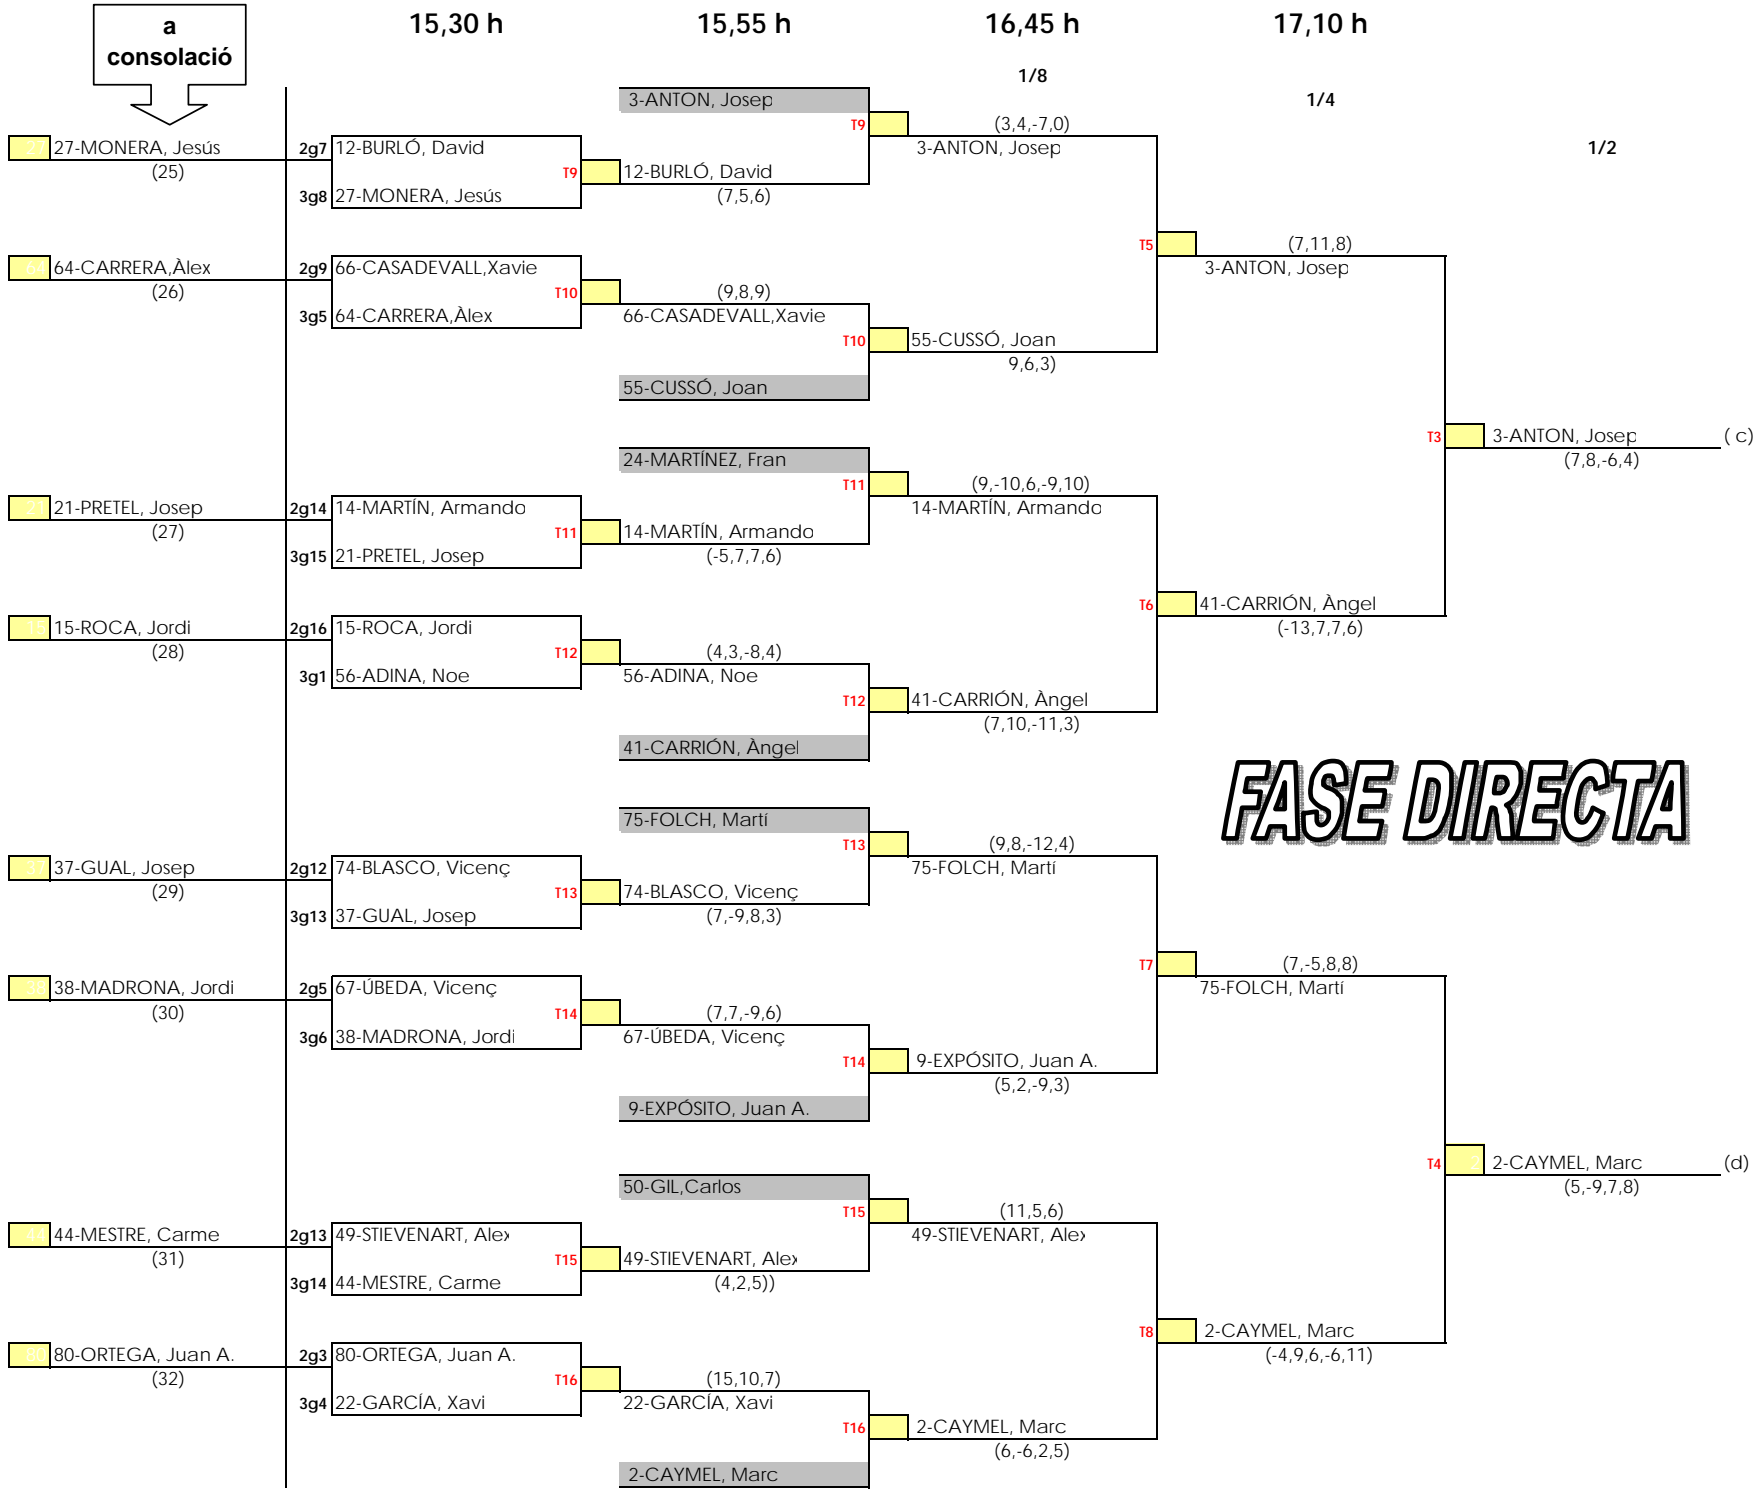 a
consolació
15,30 h 15,55 h 16,45 h 17,10 h
1/8
3-ANTON, Josep 1/4
T9 (3,4,-7,0)
27-MONERA, Jesús 2g7 12-BURLÓ, David 3-ANTON, Josep 1/2
(25) T9 12-BURLÓ, David
3g8 27-MONERA, Jesús (7,5,6)
T5 (7,11,8)
64-CARRERA,Àlex 2g9 66-CASADEVALL,Xavie 3-ANTON, Josep
(26) T10 (9,8,9)
3g5 64-CARRERA,Àlex 66-CASADEVALL,Xavie
T10 55-CUSSÓ, Joan
9,6,3)
55-CUSSÓ, Joan
T3 3-ANTON, Josep ( c)
24-MARTÍNEZ, Fran (7,8,-6,4)
T11 (9,-10,6,-9,10)
21-PRETEL, Josep 2g14 14-MARTÍN, Armando 14-MARTÍN, Armando
(27) T11 14-MARTÍN, Armando
3g15 21-PRETEL, Josep (-5,7,7,6)
T6 41-CARRIÓN, Àngel
15-ROCA, Jordi 2g16 15-ROCA, Jordi (-13,7,7,6)
(28) T12 (4,3,-8,4)
3g1 56-ADINA, Noe 56-ADINA, Noe
T12 41-CARRIÓN, Àngel
(7,10,-11,3)
41-CARRIÓN, Àngel
FASE DIRECTA
75-FOLCH, Martí
T13 (9,8,-12,4)
37-GUAL, Josep 2g12 74-BLASCO, Vicenç 75-FOLCH, Martí
(29) T13 74-BLASCO, Vicenç
3g13 37-GUAL, Josep (7,-9,8,3)
T7 (7,-5,8,8)
38-MADRONA, Jordi 2g5 67-ÚBEDA, Vicenç 75-FOLCH, Martí
(30) T14 (7,7,-9,6)
3g6 38-MADRONA, Jordi 67-ÚBEDA, Vicenç
T14 9-EXPÓSITO, Juan A.
(5,2,-9,3)
9-EXPÓSITO, Juan A.
T4 2 2-CAYMEL, Marc (d)
50-GIL,Carlos (5,-9,7,8)
T15 (11,5,6)
44-MESTRE, Carme 2g13 49-STIEVENART, Alex 49-STIEVENART, Alex
(31) T15 49-STIEVENART, Alex
3g14 44-MESTRE, Carme (4,2,5))
T8 2-CAYMEL, Marc
80-ORTEGA, Juan A. 2g3 80-ORTEGA, Juan A. (-4,9,6,-6,11)
(32) T16 (15,10,7)
3g4 22-GARCÍA, Xavi 22-GARCÍA, Xavi
T16 2-CAYMEL, Marc
(6,-6,2,5)
2-CAYMEL, Marc